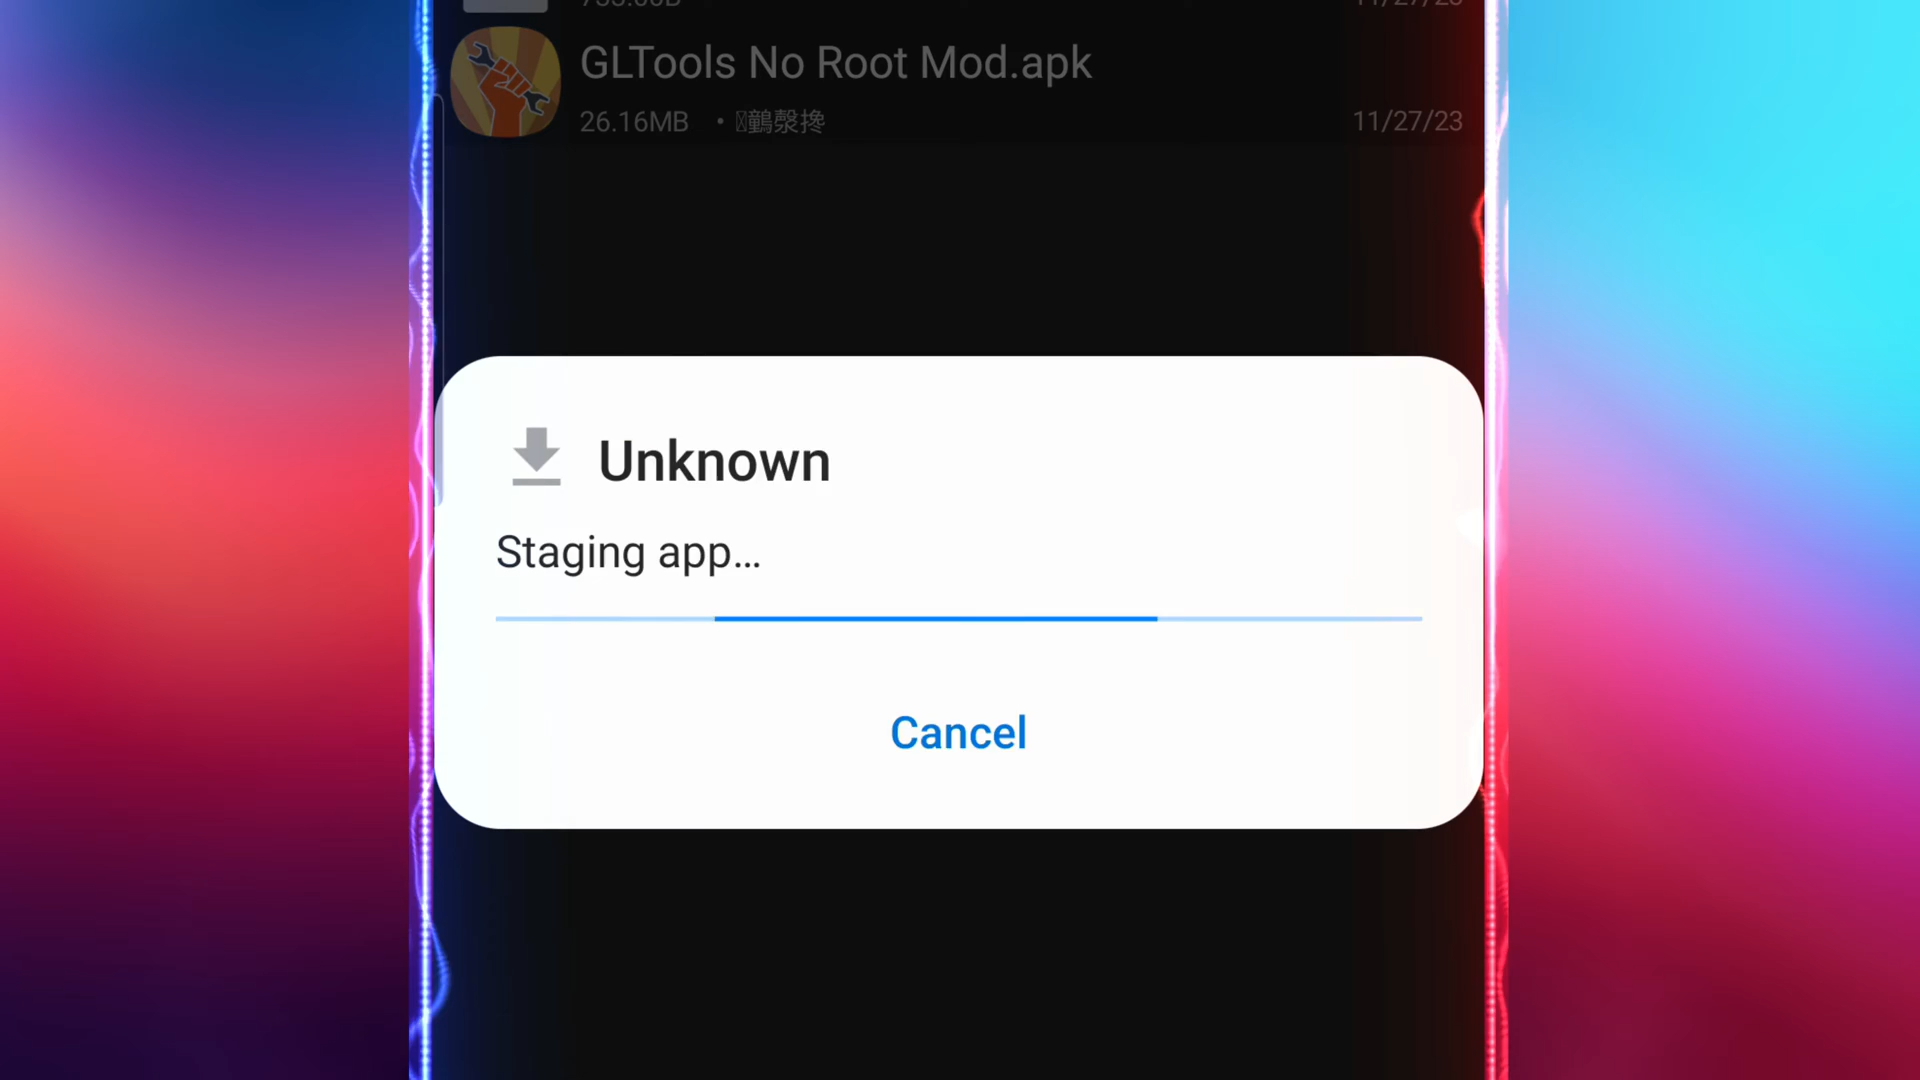 GLTools No Root Mod.apk
26.16MB
11/27/23
Unknown
Staging app...
Cancel